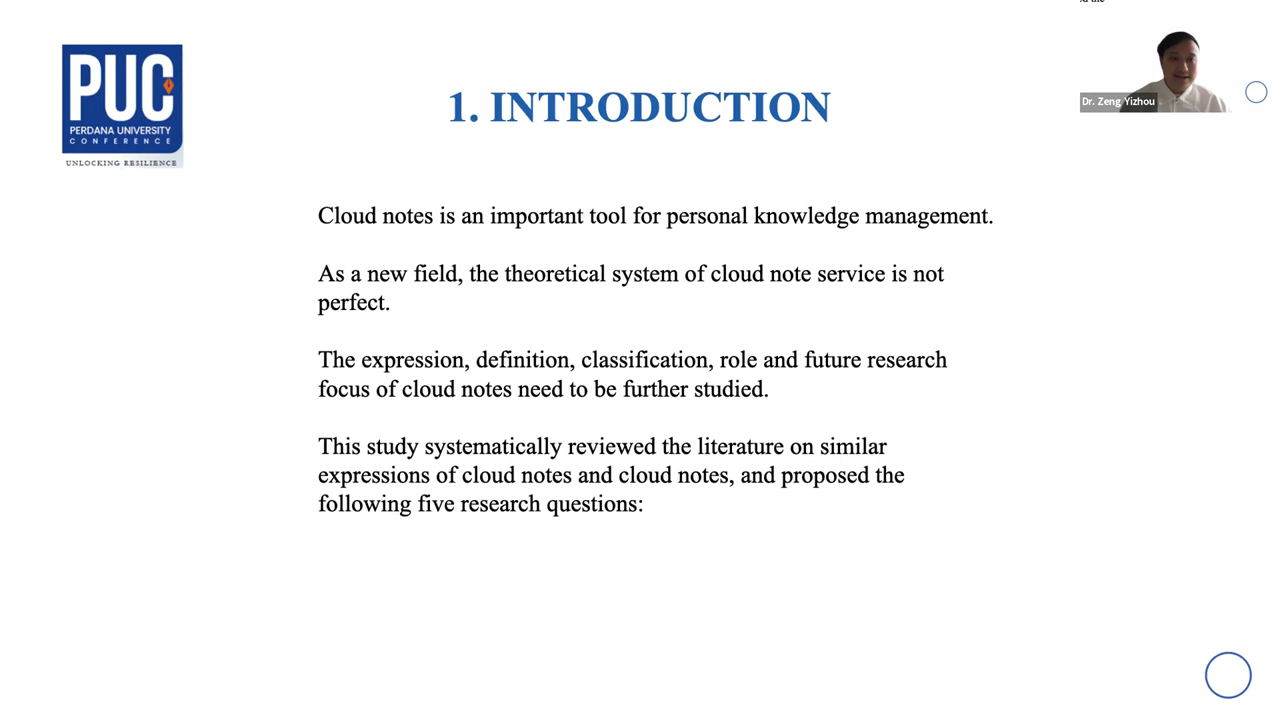 PUC
PERDANA UNIVERSITY
CONFERENCE
UNLOCKING RESILIENCE
1. INTRODUCTION
Dr. Zeng Yizhou
Cloud notes is an important tool for personal knowledge management.
As a new field, the theoretical system of cloud note service is not
perfect.
The expression, definition, classification, role and future research
focus of cloud notes need to be further studied.
This study systematically reviewed the literature on similar
expressions of cloud notes and cloud notes, and proposed the
following five research questions: